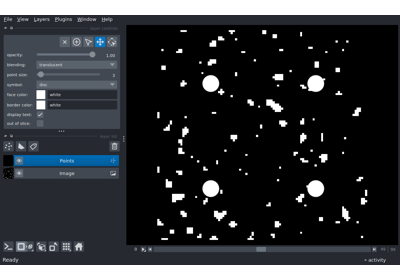 File View Layers Plugins Window Help
opacity: 1.00
blending: translucent
point size:
symbol: disc
face color: white
border color: white
display text:
out of slice:
Points
Image
Ready
activity